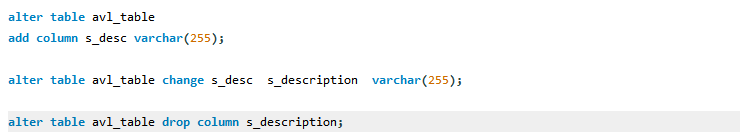 alter table avl_table
add column s_desc varchar(255);
alter table avl_table change s_desc  s_description  varchar(255);
alter table avl_table drop column s_description;